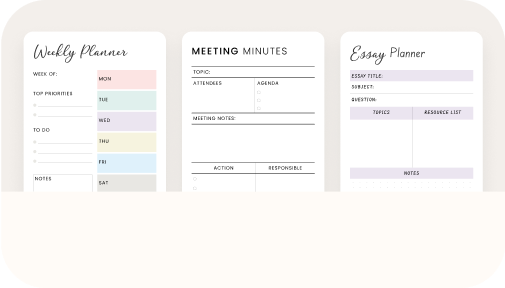 Weekly Planner
WEEK OF:
MON
TOP PRIORITIES
TUE
WED
TO DO
THU
FRI
NOTES
SAT
MEETING MINUTES
TOPIC:
ATTENDEES
AGENDA
MEETING NOTES:
ACTION
RESPONSIBLE
Essay Planner
ESSAY TITLE:
SUBJECT:
QUESTION:
TOPICS
RESOURCE LIST
NOTES